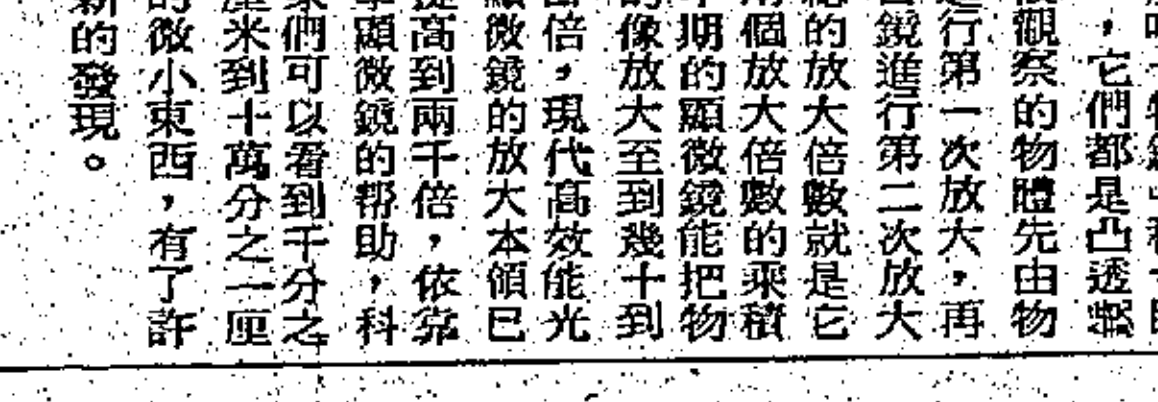 ，它們都是凸透
觀察的物體先由物
行第一次放大，再
鏡進行第二次放大
的放大倍數就是它
個放大倍數的乘積
期的顯微鏡能把物
的像放大至到幾十到
倍，現代高效能光
顯微鏡的放大本領已
提高到兩千倍，依靠
顯微鏡的帮助，科
們可以看到千分之
厘米到十萬分之一厘
的微小東西，有了許
新的發現。